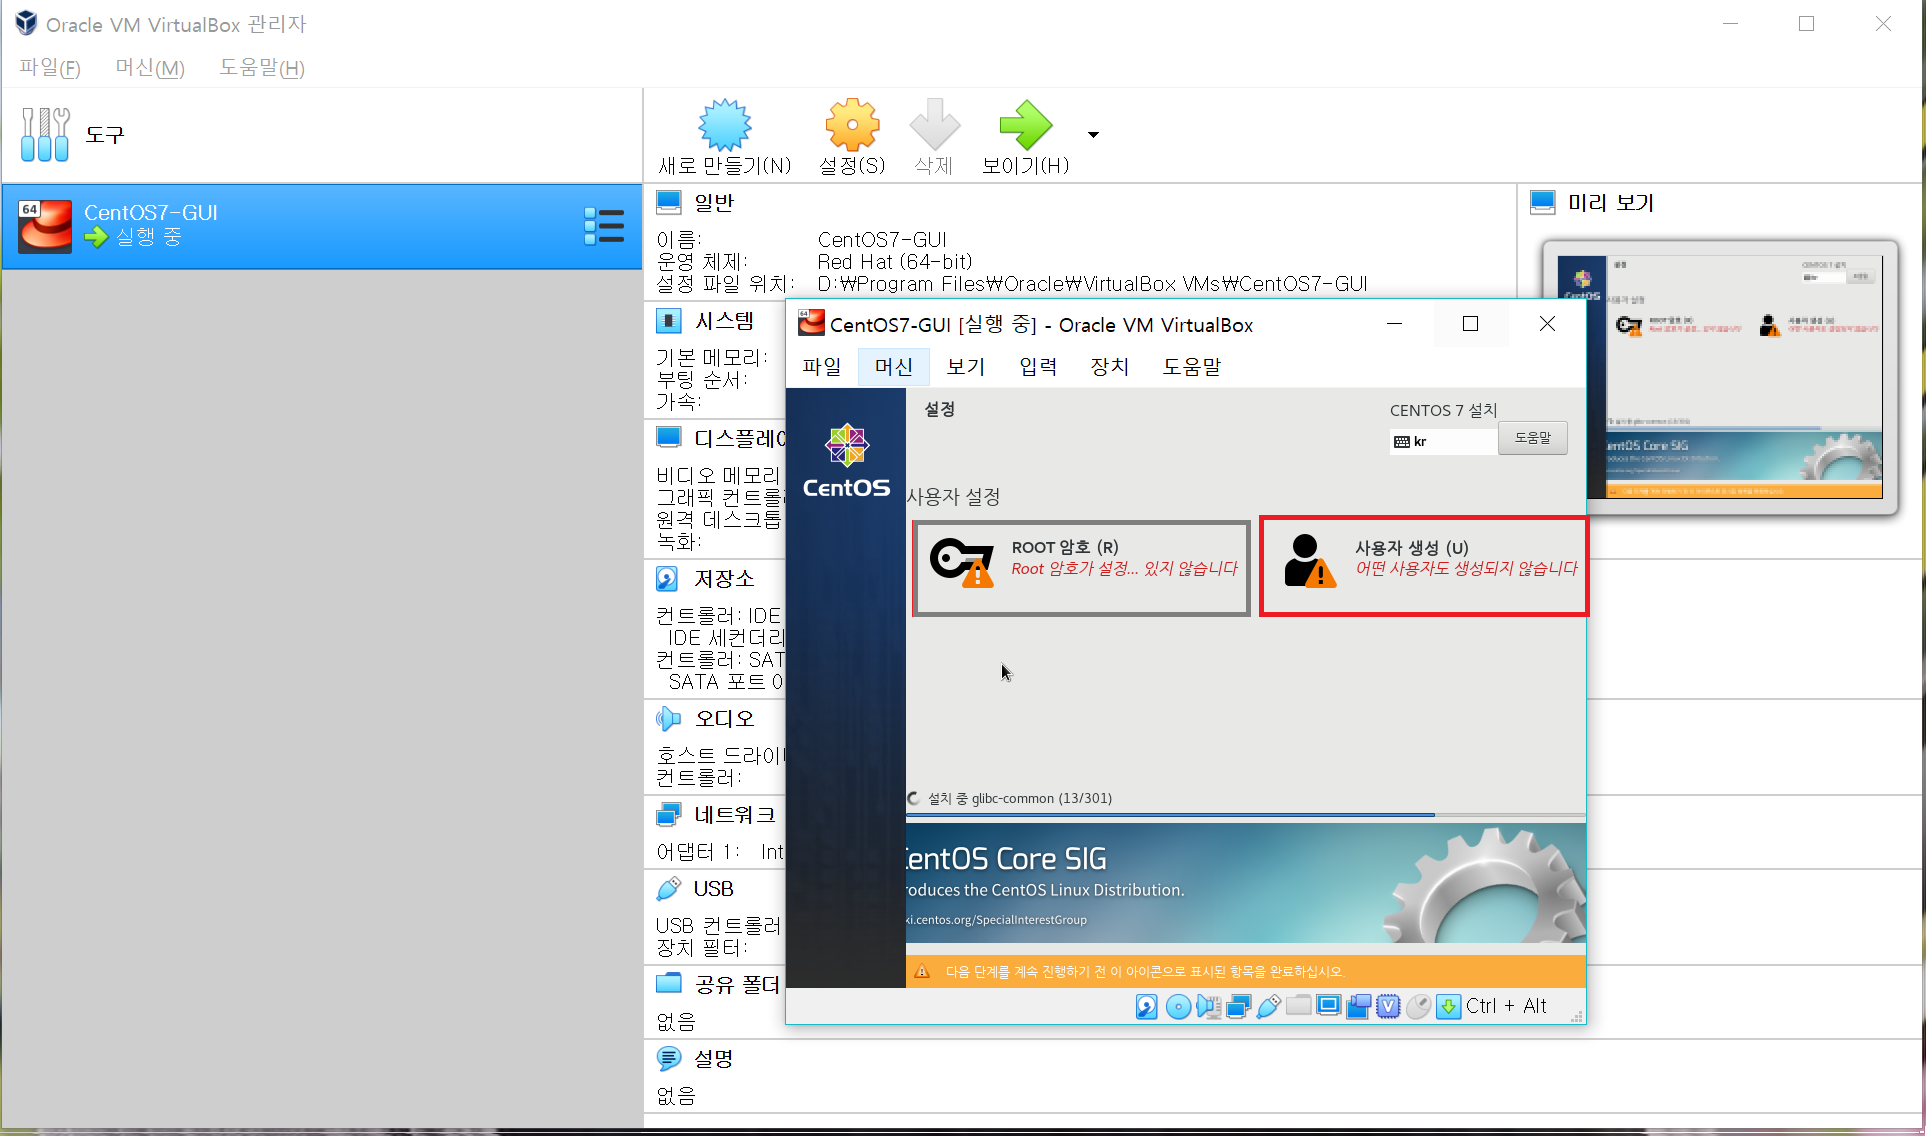 Oracle VM VirtualBox 관리자
파일(F) 머신(M) 도움말(H)
도구
새로 만들기(N) 설정(S) 삭제 보이기(H)
64
CentOS7-GUI
실행 중
일반
이름: CentOS7-GUI
운영 체제: Red Hat (64-bit)
설정 파일 위치: D:₩Program Files₩Oracle₩VirtualBox VMs₩CentOS7-GUI
시스템
기본 메모리:
부팅 순서:
가속:
디스플레이
비디오 메모리
그래픽 컨트롤
원격 데스크톱
녹화:
저장소
컨트롤러: IDE
IDE 세컨더리
컨트롤러: SAT
SATA 포트 0
오디오
호스트 드라이
컨트롤러:
네트워크
어댑터 1: Int
USB
USB 컨트롤러
장치 필터:
공유 폴더
없음
설명
없음
미리 보기
CentOS7-GUI [실행 중] - Oracle VM VirtualBox
파일 머신 보기 입력 장치 도움말
CentOS
설정
CENTOS 7 설치
kr
도움말
사용자 설정
ROOT 암호 (R)
Root 암호가 설정... 있지 않습니다
사용자 생성 (U)
어떤 사용자도 생성되지 않습니다
설치 중 glibc-common (13/301)
CentOS Core SIG
roduces the CentOS Linux Distribution.
ki.centos.org/SpecialInterestGroup
다음 단계를 계속 진행하기 전 이 아이콘으로 표시된 항목을 완료하십시오.
Ctrl + Alt